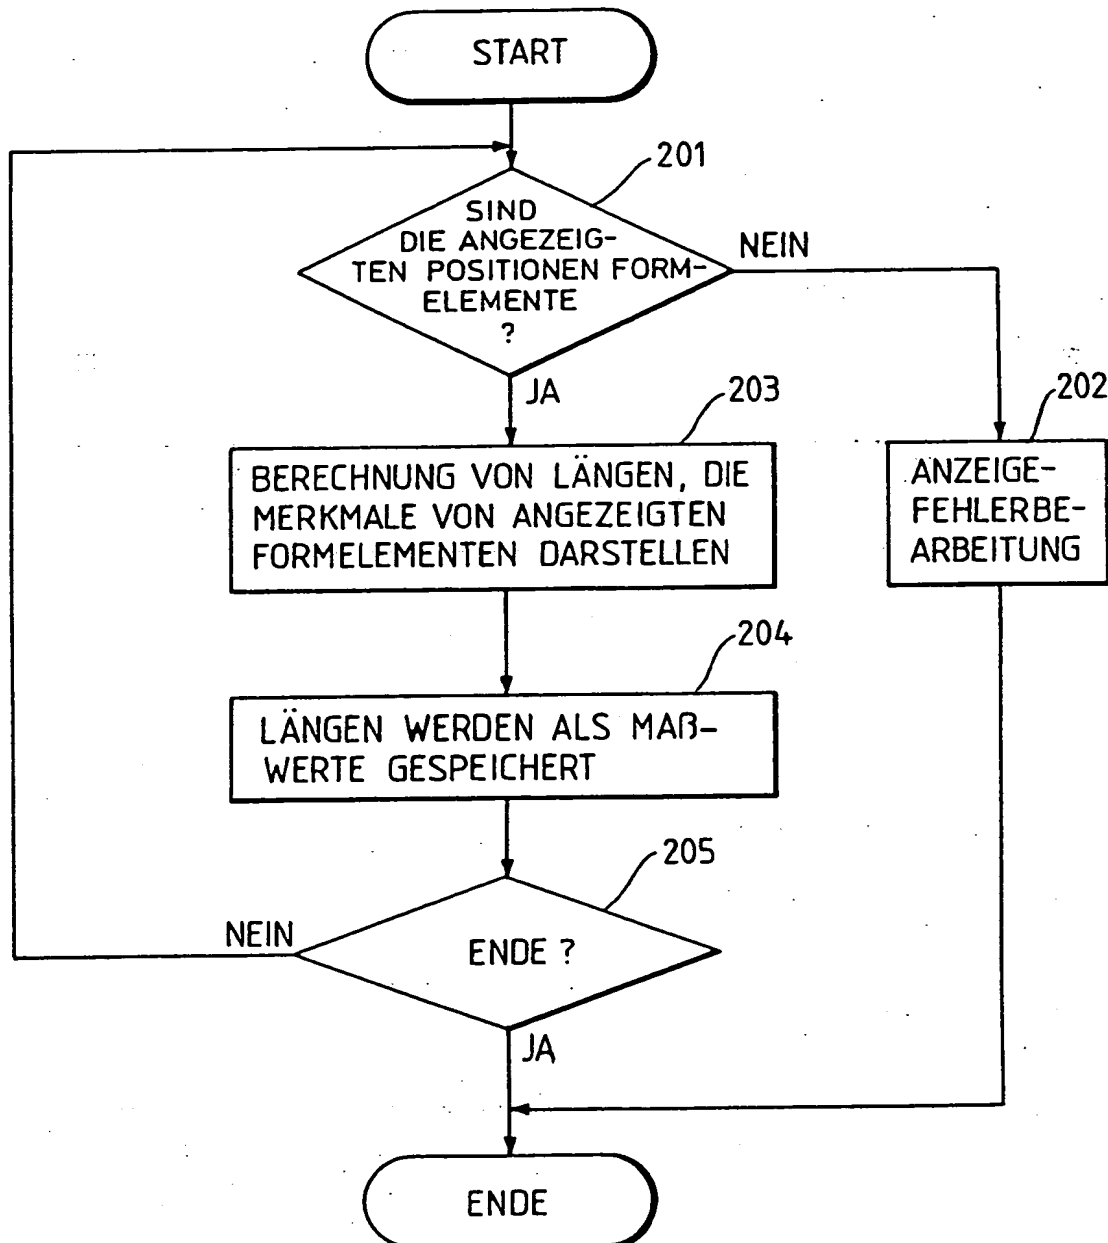 START
201
SIND
DIE ANGEZEIG-
TEN POSITIONEN FORM-
ELEMENTE
?
NEIN
JA
203
202
BERECHNUNG VON LÄNGEN, DIE
MERKMALE VON ANGEZEIGTEN
FORMELEMENTEN DARSTELLEN
ANZEIGE-
FEHLERBE-
ARBEITUNG
204
LÄNGEN WERDEN ALS MAß-
WERTE GESPEICHERT
205
NEIN
ENDE ?
JA
ENDE